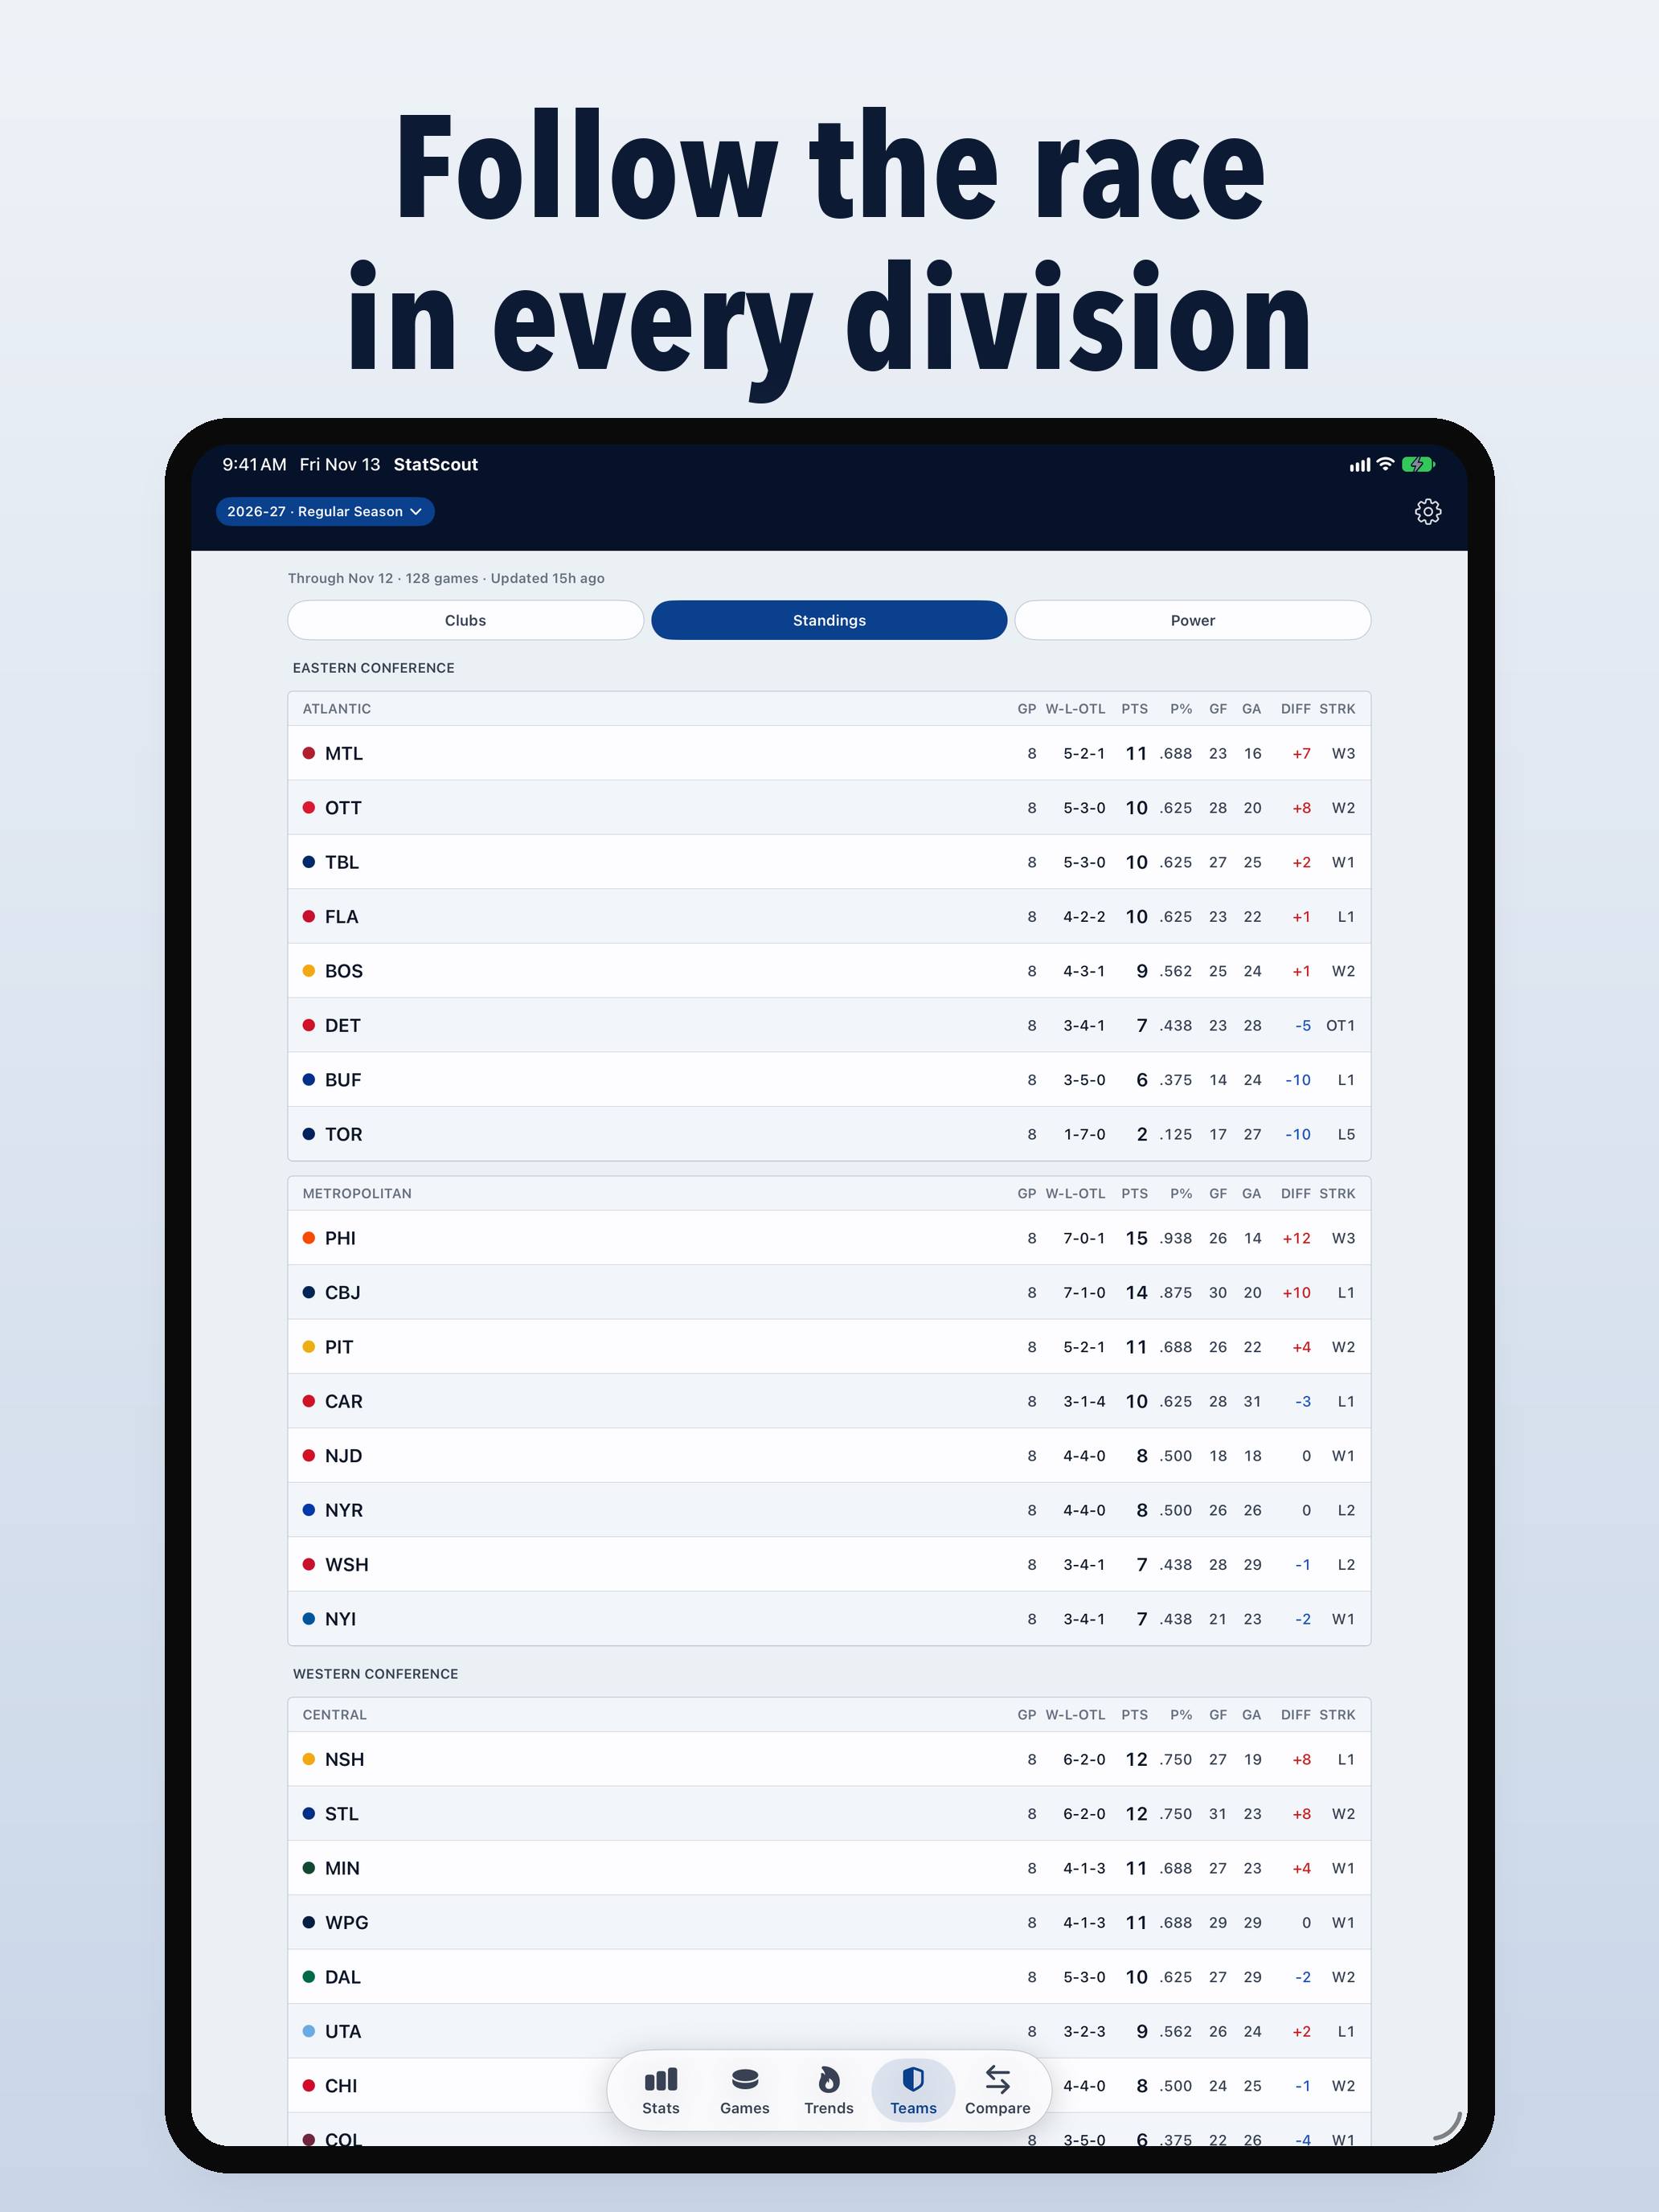 Follow the race
in every division
9:41 AM Fri Nov 13 StatScout
2026-27 · Regular Season
Through Nov 12 · 128 games · Updated 15h ago
Clubs Standings Power
EASTERN CONFERENCE
ATLANTIC GP W-L-OTL PTS P% GF GA DIFF STRK
MTL 8 5-2-1 11 .688 23 16 +7 W3
OTT 8 5-3-0 10 .625 28 20 +8 W2
TBL 8 5-3-0 10 .625 27 25 +2 W1
FLA 8 4-2-2 10 .625 23 22 +1 L1
BOS 8 4-3-1 9 .562 25 24 +1 W2
DET 8 3-4-1 7 .438 23 28 -5 OT1
BUF 8 3-5-0 6 .375 14 24 -10 L1
TOR 8 1-7-0 2 .125 17 27 -10 L5
METROPOLITAN GP W-L-OTL PTS P% GF GA DIFF STRK
PHI 8 7-0-1 15 .938 26 14 +12 W3
CBJ 8 7-1-0 14 .875 30 20 +10 L1
PIT 8 5-2-1 11 .688 26 22 +4 W2
CAR 8 3-1-4 10 .625 28 31 -3 L1
NJD 8 4-4-0 8 .500 18 18 0 W1
NYR 8 4-4-0 8 .500 26 26 0 L2
WSH 8 3-4-1 7 .438 28 29 -1 L2
NYI 8 3-4-1 7 .438 21 23 -2 W1
WESTERN CONFERENCE
CENTRAL GP W-L-OTL PTS P% GF GA DIFF STRK
NSH 8 6-2-0 12 .750 27 19 +8 L1
STL 8 6-2-0 12 .750 31 23 +8 W2
MIN 8 4-1-3 11 .688 27 23 +4 W1
WPG 8 4-1-3 11 .688 29 29 0 W1
DAL 8 5-3-0 10 .625 27 29 -2 W2
UTA 8 3-2-3 9 .562 26 24 +2 L1
CHI 4-4-0 8 .500 24 25 -1 W2
Stats Games Trends Teams Compare
COL 8 3-5-0 6 .375 22 26 -4 W1